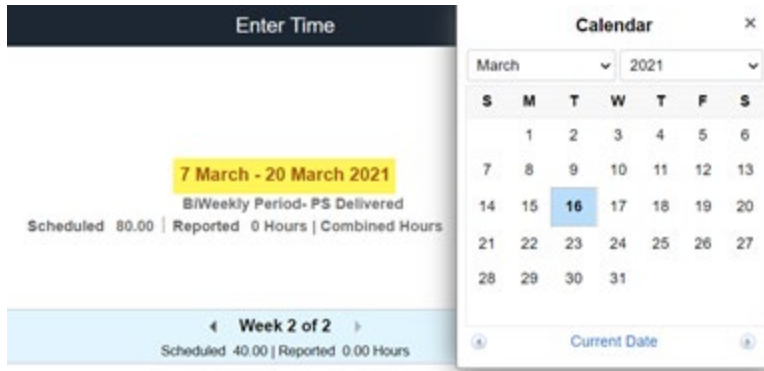 Enter Time
7 March - 20 March 2021
BiWeekly Period- PS Delivered
Scheduled 80.00 | Reported 0 Hours | Combined Hours
Week 2 of 2
Scheduled 40.00 | Reported 0.00 Hours
Calendar ×
March 2021
S M T W T F S
1 2 3 4 5 6
7 8 9 10 11 12 13
14 15 16 17 18 19 20
21 22 23 24 25 26 27
28 29 30 31
Current Date